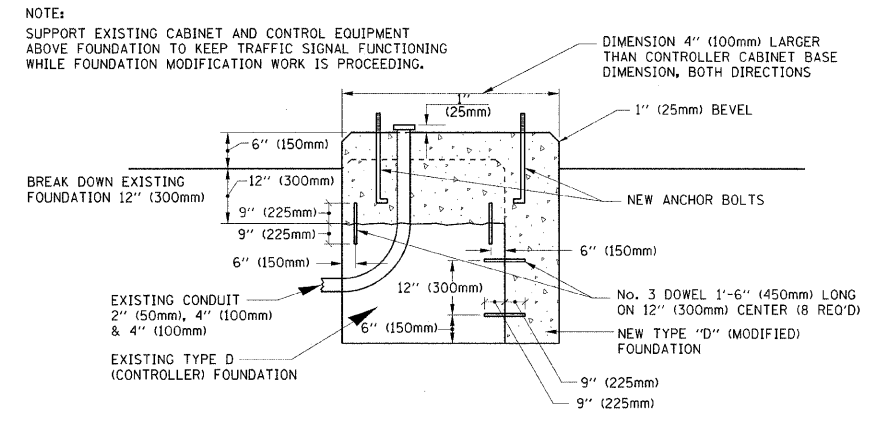 NOTE:
SUPPORT EXISTING CABINET AND CONTROL EQUIPMENT
ABOVE FOUNDATION TO KEEP TRAFFIC SIGNAL FUNCTIONING
WHILE FOUNDATION MODIFICATION WORK IS PROCEEDING.
DIMENSION 4" (100mm) LARGER
THAN CONTROLLER CABINET BASE
DIMENSION, BOTH DIRECTIONS
1"
(25mm)
1" (25mm) BEVEL
6" (150mm)
BREAK DOWN EXISTING
FOUNDATION 12" (300mm)
12" (300mm)
NEW ANCHOR BOLTS
9" (225mm)
9" (225mm)
6" (150mm)
6" (150mm)
EXISTING CONDUIT
2" (50mm), 4" (100mm)
& 4" (100mm)
12"
(300mm)
No. 3 DOWEL 1'-6" (450mm) LONG
ON 12" (300mm) CENTER (8 REQ'D)
6" (150mm)
NEW TYPE "D" (MODIFIED)
FOUNDATION
EXISTING TYPE D
(CONTROLLER) FOUNDATION
9" (225mm)
9" (225mm)